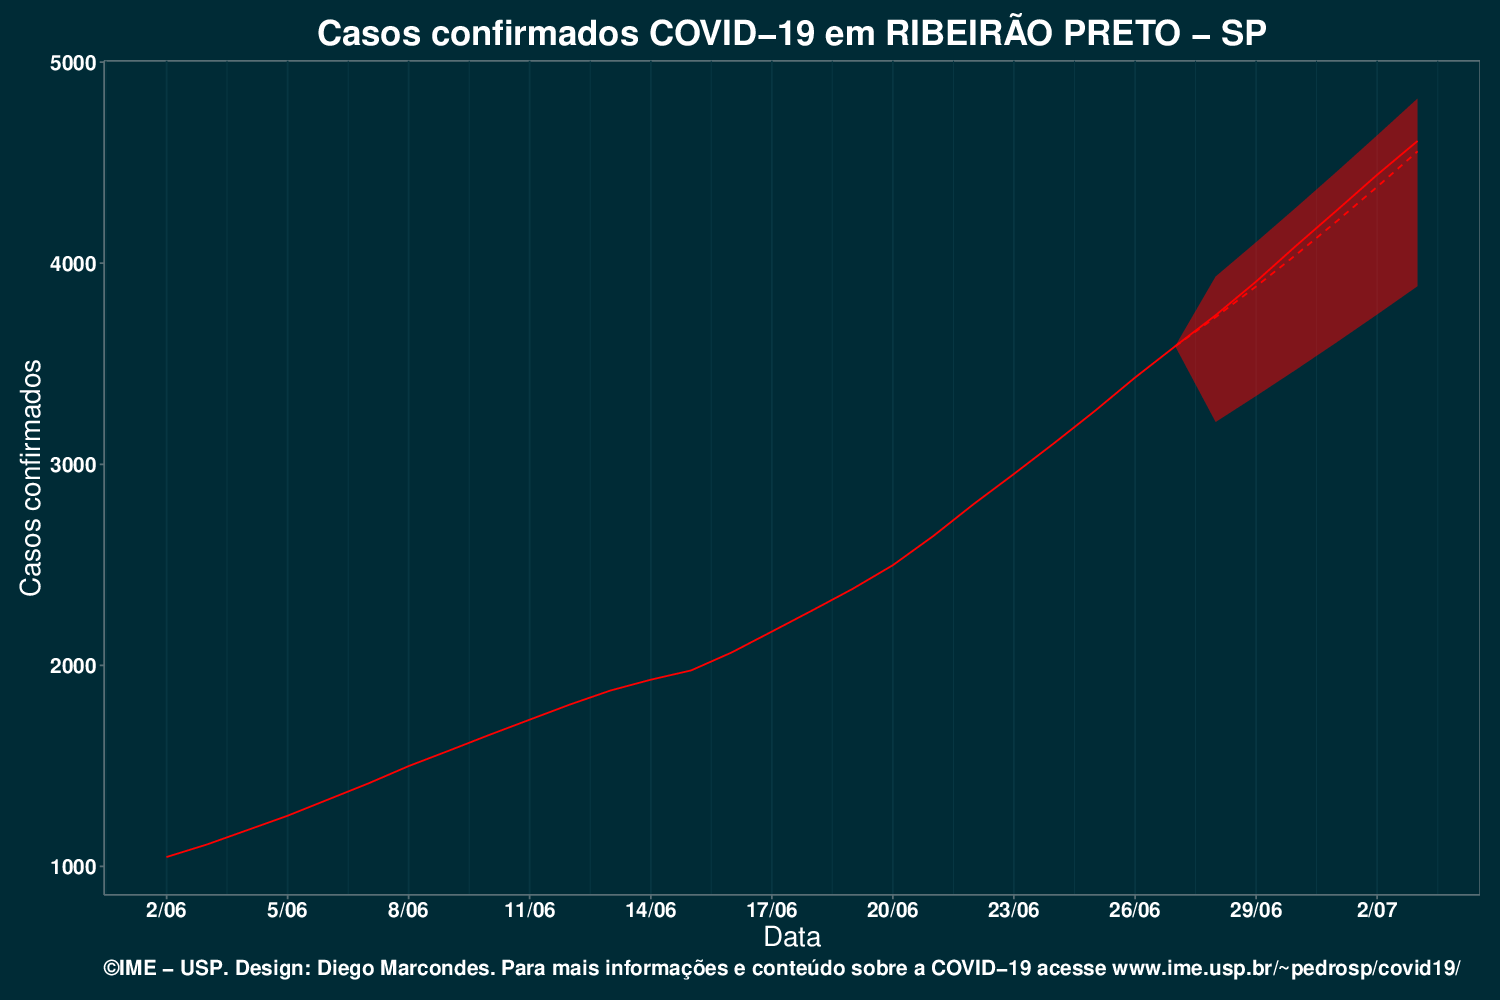 Casos confirmados COVID−19 em RIBEIRÃO PRETO − SP
5000
4000
3000
2000
1000
Casos confirmados
2/06 5/06 8/06 11/06 14/06 17/06 20/06 23/06 26/06 29/06 2/07
Data
©IME − USP. Design: Diego Marcondes. Para mais informações e conteúdo sobre a COVID−19 acesse www.ime.usp.br/~pedrosp/covid19/